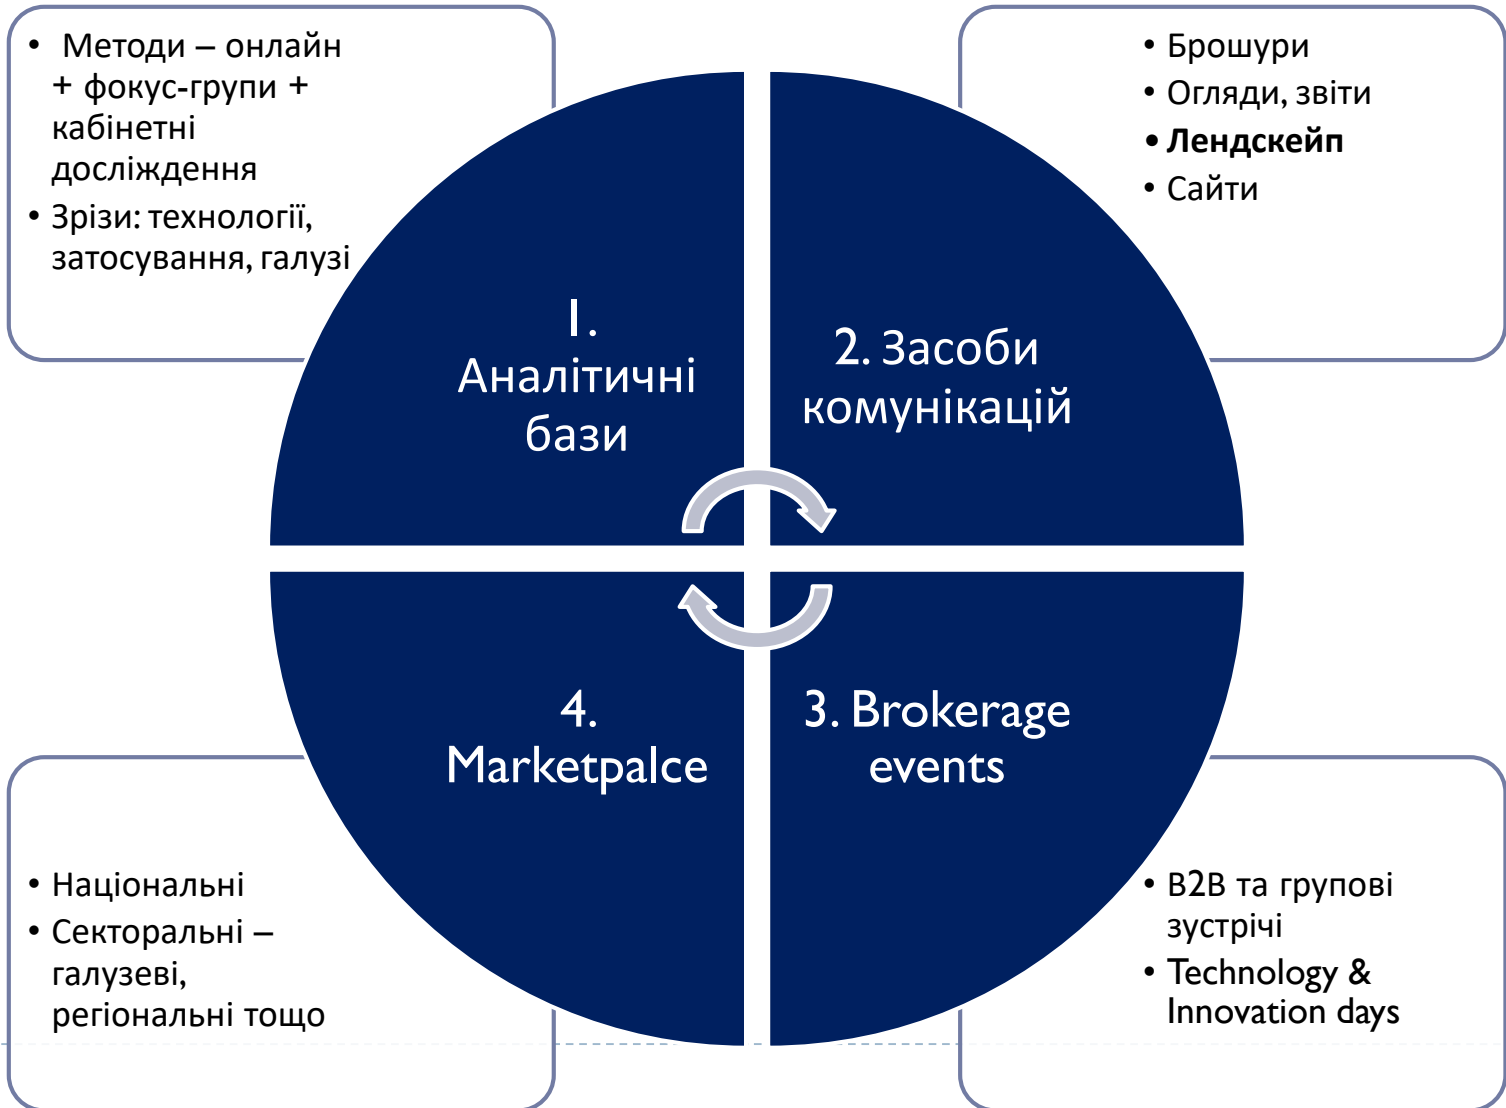 • Методи – онлайн
+ фокус-групи +
кабінетні
досліждення
• Зрізи: технології,
затосування, галузі
• Брошури
• Огляди, звіти
• Лендскейп
• Сайти
1.
Аналітичні
бази
2. Засоби
комунікацій
4.
Marketpalce
3. Brokerage
events
• Національні
• Секторальні –
галузеві,
регіональні тощо
• B2B та групові
зустрічі
• Technology &
Innovation days